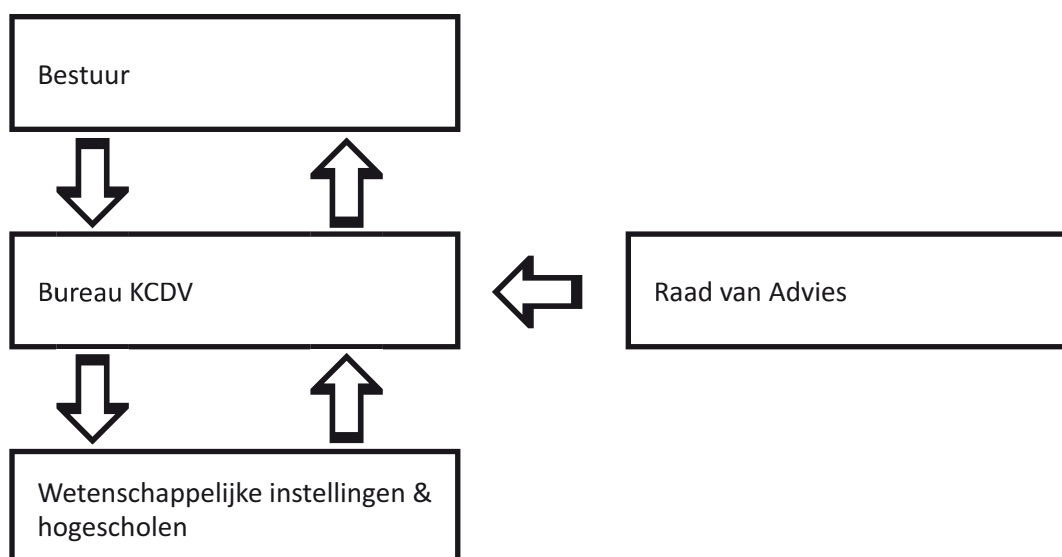 Bestuur
Bureau KCDV
Raad van Advies
Wetenschappelijke instellingen &
hogescholen